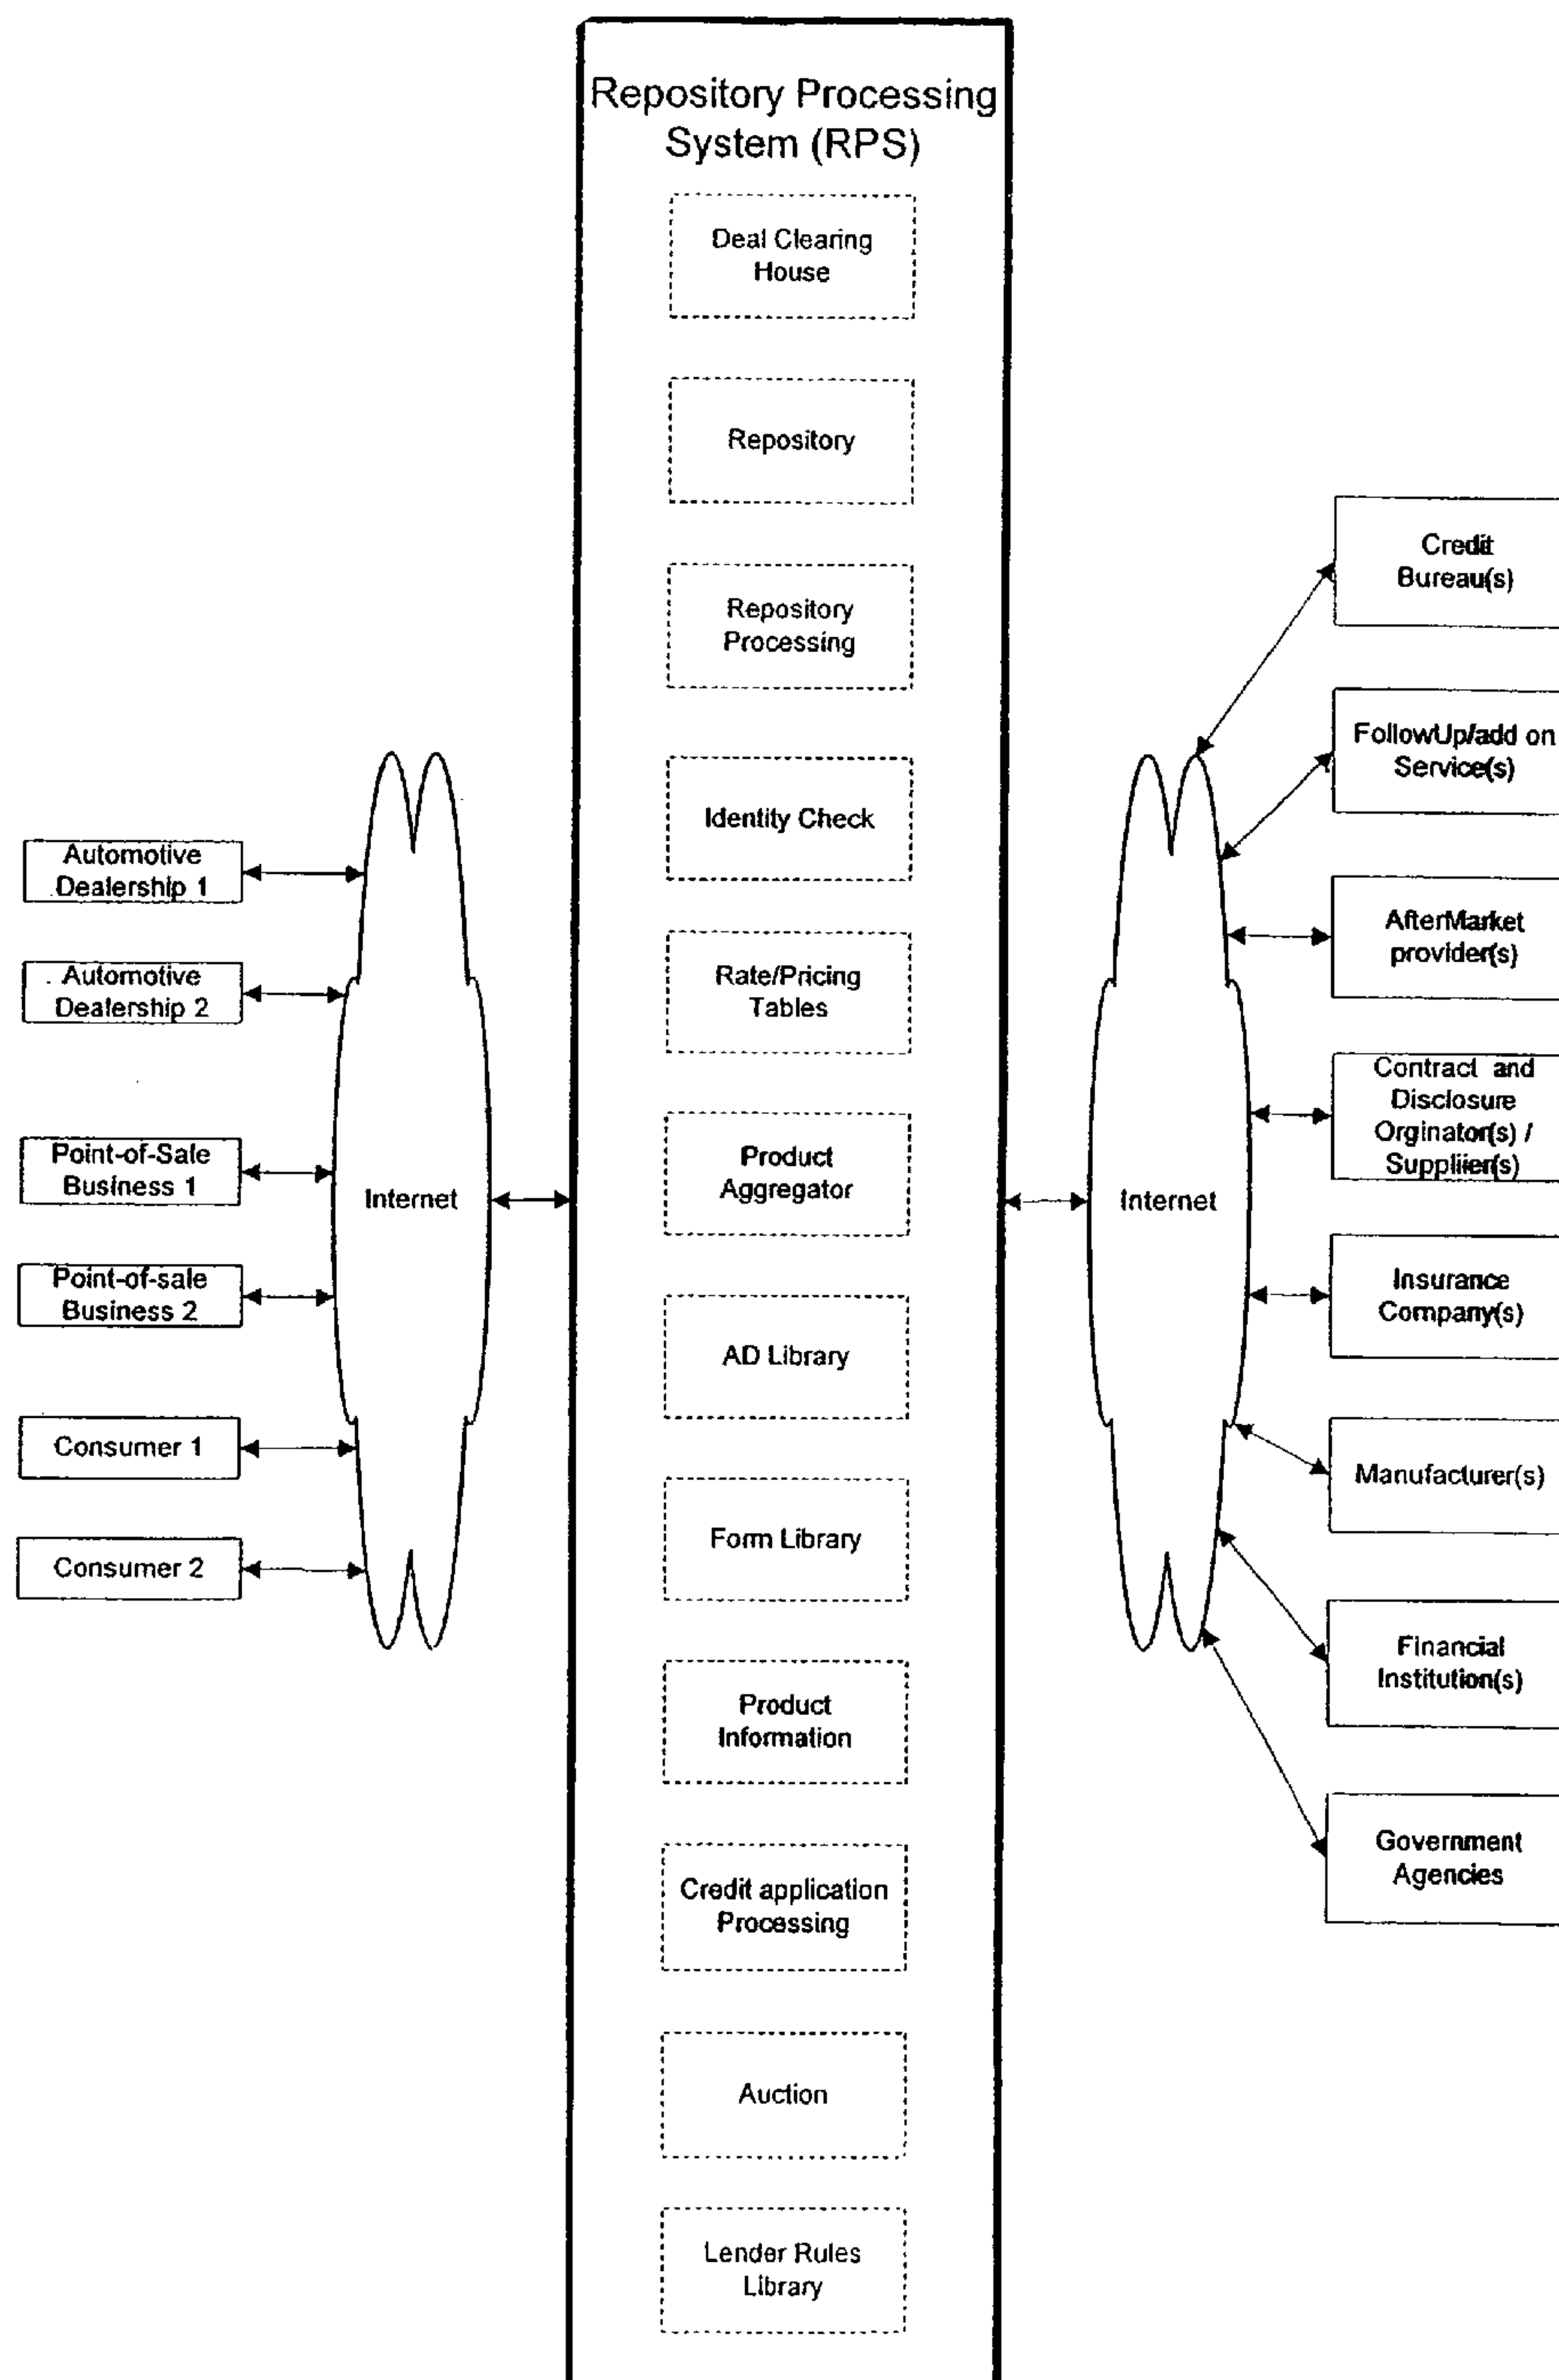 Repository Processing
System (RPS)
Deal Clearing
House
Repository
Repository
Processing
Identity Check
Rate/Pricing
Tables
Product
Aggregator
AD Library
Form Library
Product
Information
Credit application
Processing
Auction
Lender Rules
Library
Automotive
Dealership 1
Automotive
Dealership 2
Point-of-Sale
Business 1
Point-of-sale
Business 2
Consumer 1
Consumer 2
Internet
Internet
Credit
Bureau(s)
FollowUp/add on
Service(s)
AfterMarket
provider(s)
Contract and
Disclosure
Orginator(s) /
Suppliier(s)
Insurance
Company(s)
Manufacturer(s)
Financial
Institution(s)
Government
Agencies